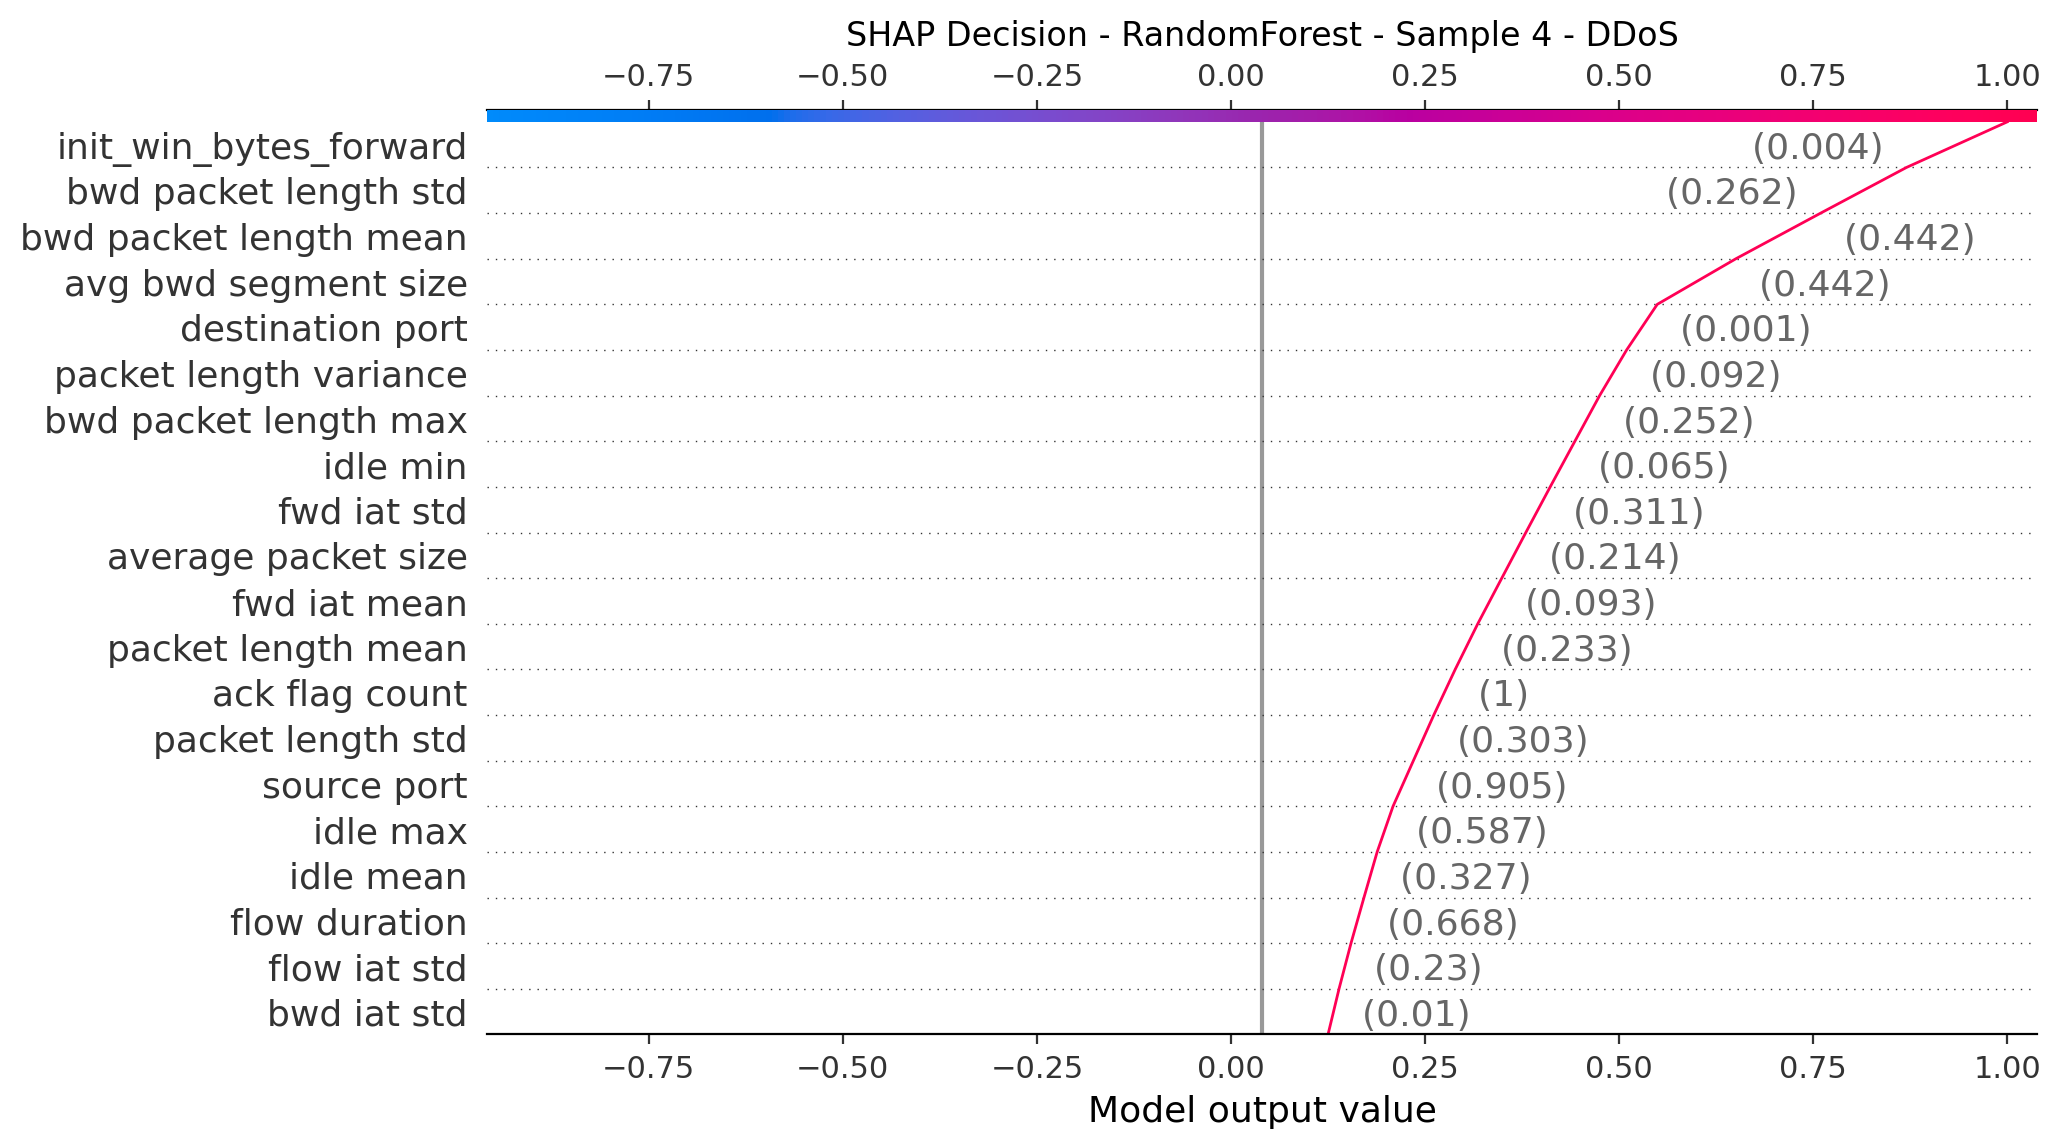 SHAP Decision - RandomForest - Sample 4 - DDoS
−0.75 −0.50 −0.25 0.00 0.25 0.50 0.75 1.00
init_win_bytes_forward (0.004)
bwd packet length std (0.262)
bwd packet length mean (0.442)
avg bwd segment size (0.442)
destination port (0.001)
packet length variance (0.092)
bwd packet length max (0.252)
idle min (0.065)
fwd iat std (0.311)
average packet size (0.214)
fwd iat mean (0.093)
packet length mean (0.233)
ack flag count (1)
packet length std (0.303)
source port (0.905)
idle max (0.587)
idle mean (0.327)
flow duration (0.668)
flow iat std (0.23)
bwd iat std (0.01)
−0.75 −0.50 −0.25 0.00 0.25 0.50 0.75 1.00
Model output value